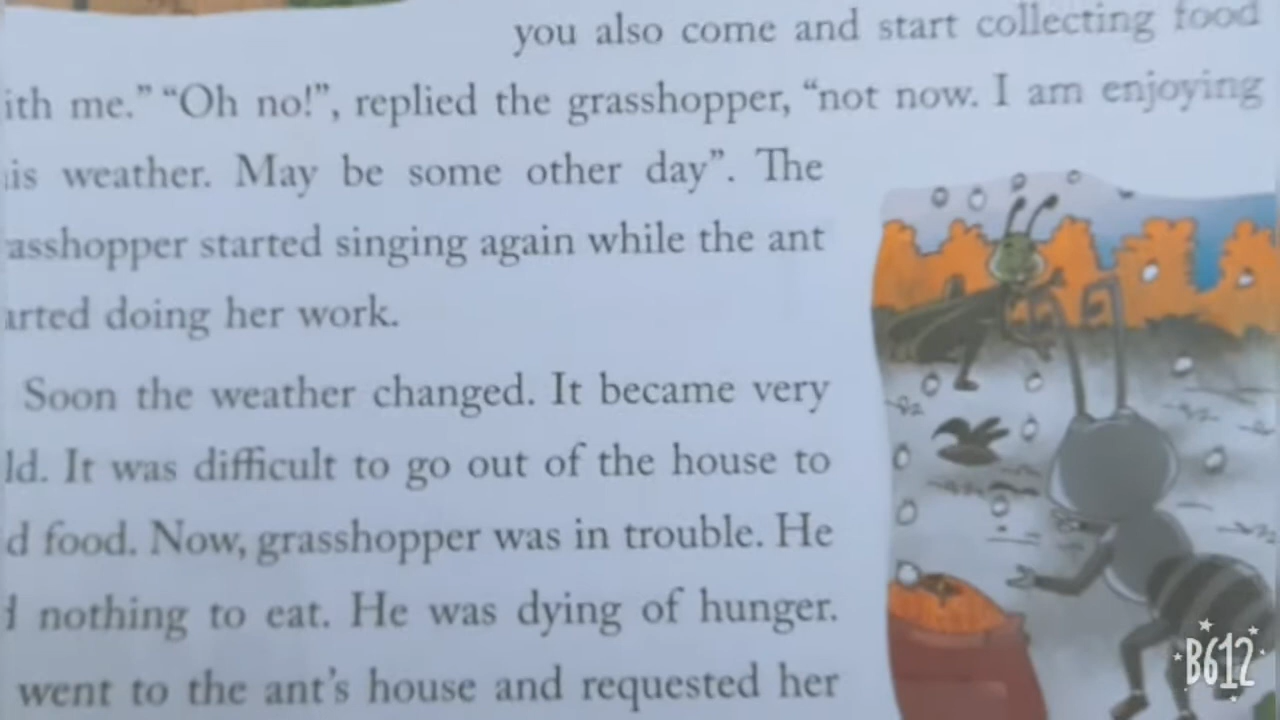 you also come and start collecting food
ith me.” “Oh no!”, replied the grasshopper, “not now. I am enjoying
is weather. May be some other day”. The
asshopper started singing again while the ant
arted doing her work.
Soon the weather changed. It became very
ld. It was difficult to go out of the house to
d food. Now, grasshopper was in trouble. He
d nothing to eat. He was dying of hunger.
went to the ant’s house and requested her
B612